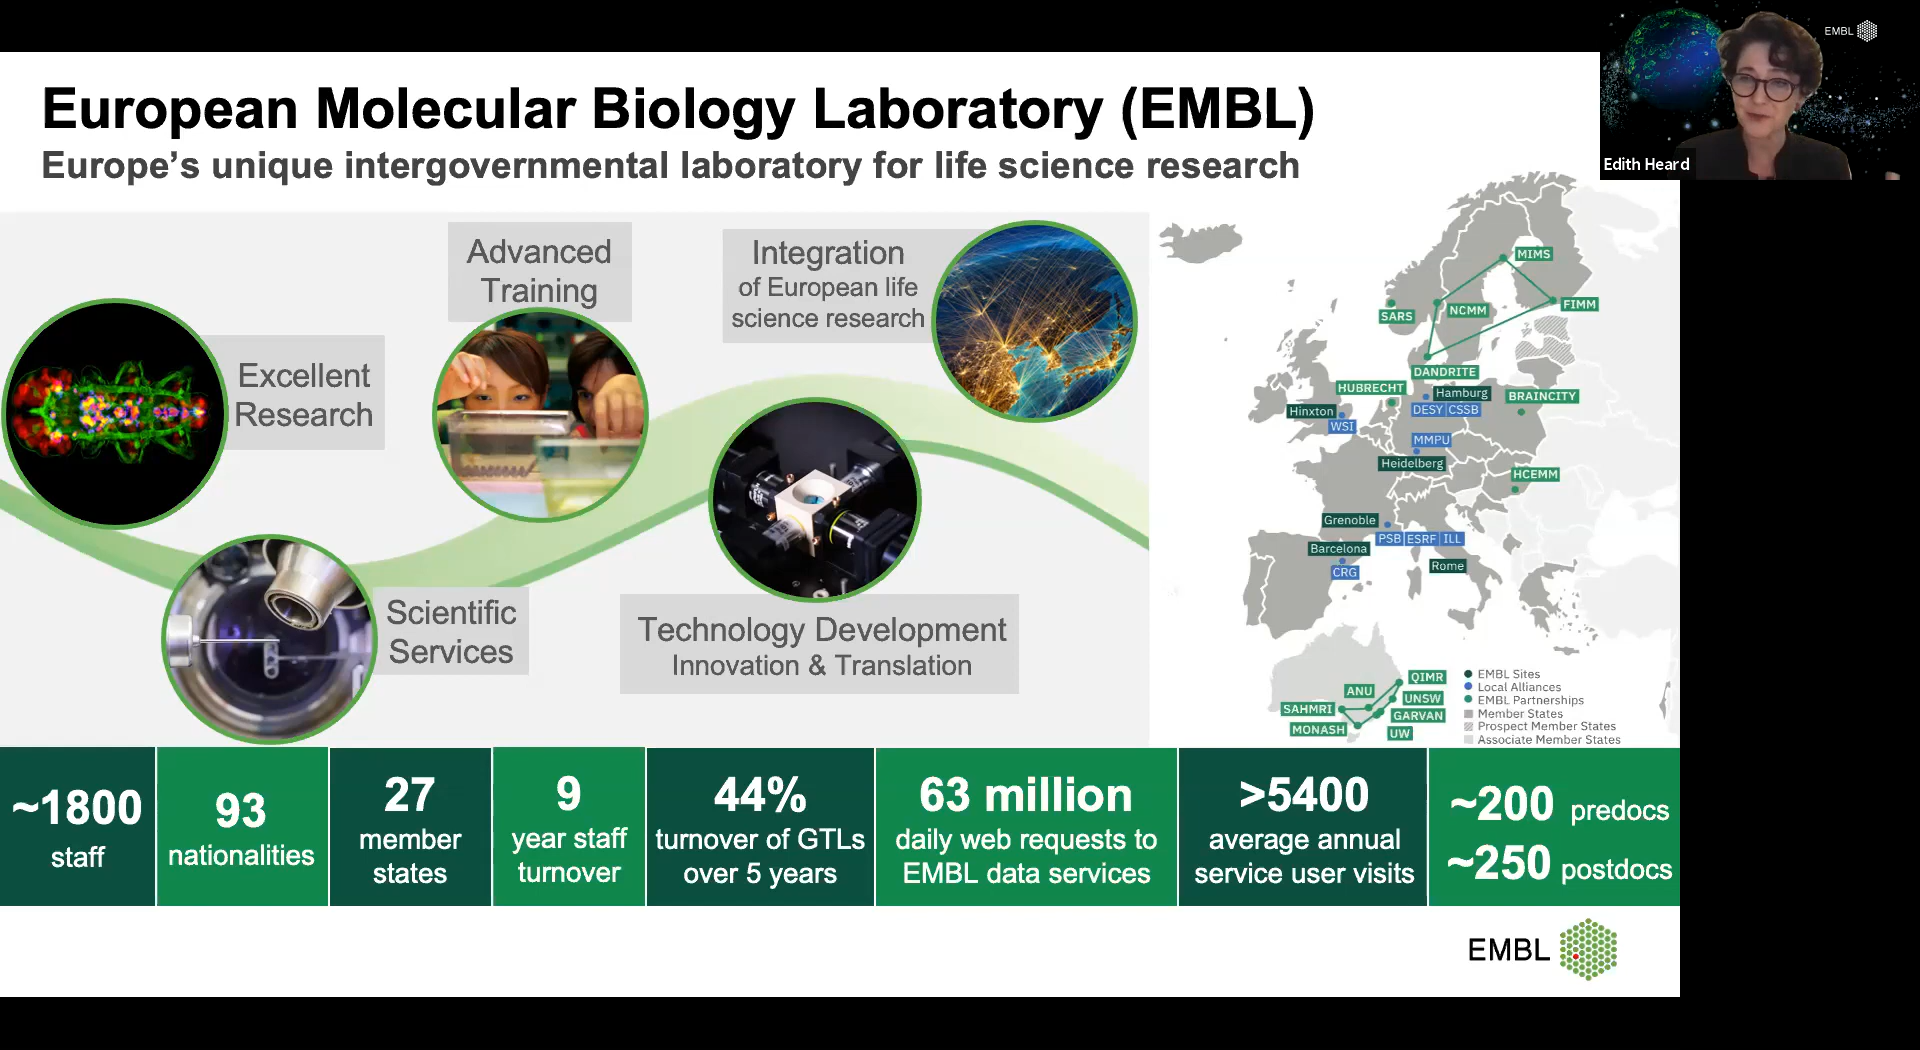 EMBL
Edith Heard
European Molecular Biology Laboratory (EMBL)
Europe's unique intergovernmental laboratory for life science research
Excellent
Research
Advanced
Training
Integration
of European life
science research
Scientific
Services
Technology Development
Innovation & Translation
MIMS
FIMM
NCMM
SARS
DANDRITE
HUBRECHT
Hamburg
BRAINCITY
DESY CSSB
Hinxton
WSI
MMPU
Heidelberg
HCEMM
Grenoble
PSB ESRF ILL
Barcelona
Rome
CRG
QIMR
ANU
UNSW
SAHMRI
GARVAN
MONASH
UW
EMBL Sites
Local Alliances
EMBL Partnerships
Member States
Prospect Member States
Associate Member States
~1800
staff
93
nationalities
27
member
states
9
year staff
turnover
44%
turnover of GTLs
over 5 years
63 million
daily web requests to
EMBL data services
>5400
average annual
service user visits
~200 predocs
~250 postdocs
EMBL